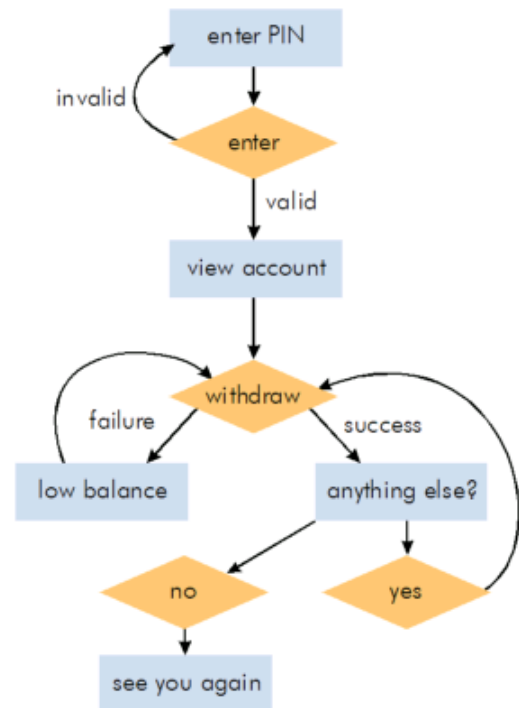 enter PIN
invalid
enter
valid
view account
withdraw
failure
success
low balance
anything else?
no
yes
see you again